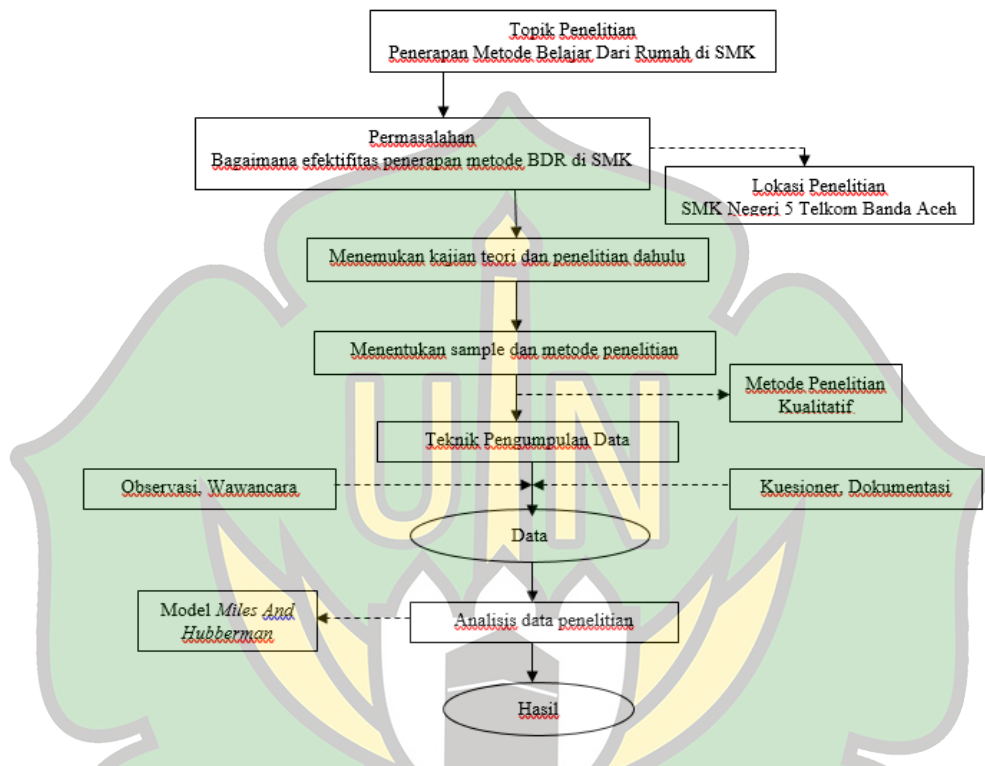 Topik Penelitian
Penerapan Metode Belajar Dari Rumah di SMK
Permasalahan
Bagaimana efektifitas penerapan metode BDR di SMK
Lokasi Penelitian
SMK Negeri 5 Telkom Banda Aceh
Menemukan kajian teori dan penelitian dahulu
Menentukan sample dan metode penelitian
Metode Penelitian
Kualitatif
Teknik Pengumpulan Data
Observasi, Wawancara
Kuesioner, Dokumentasi
Data
Model Miles And
Hubberman
Analisis data penelitian
Hasil
UIN